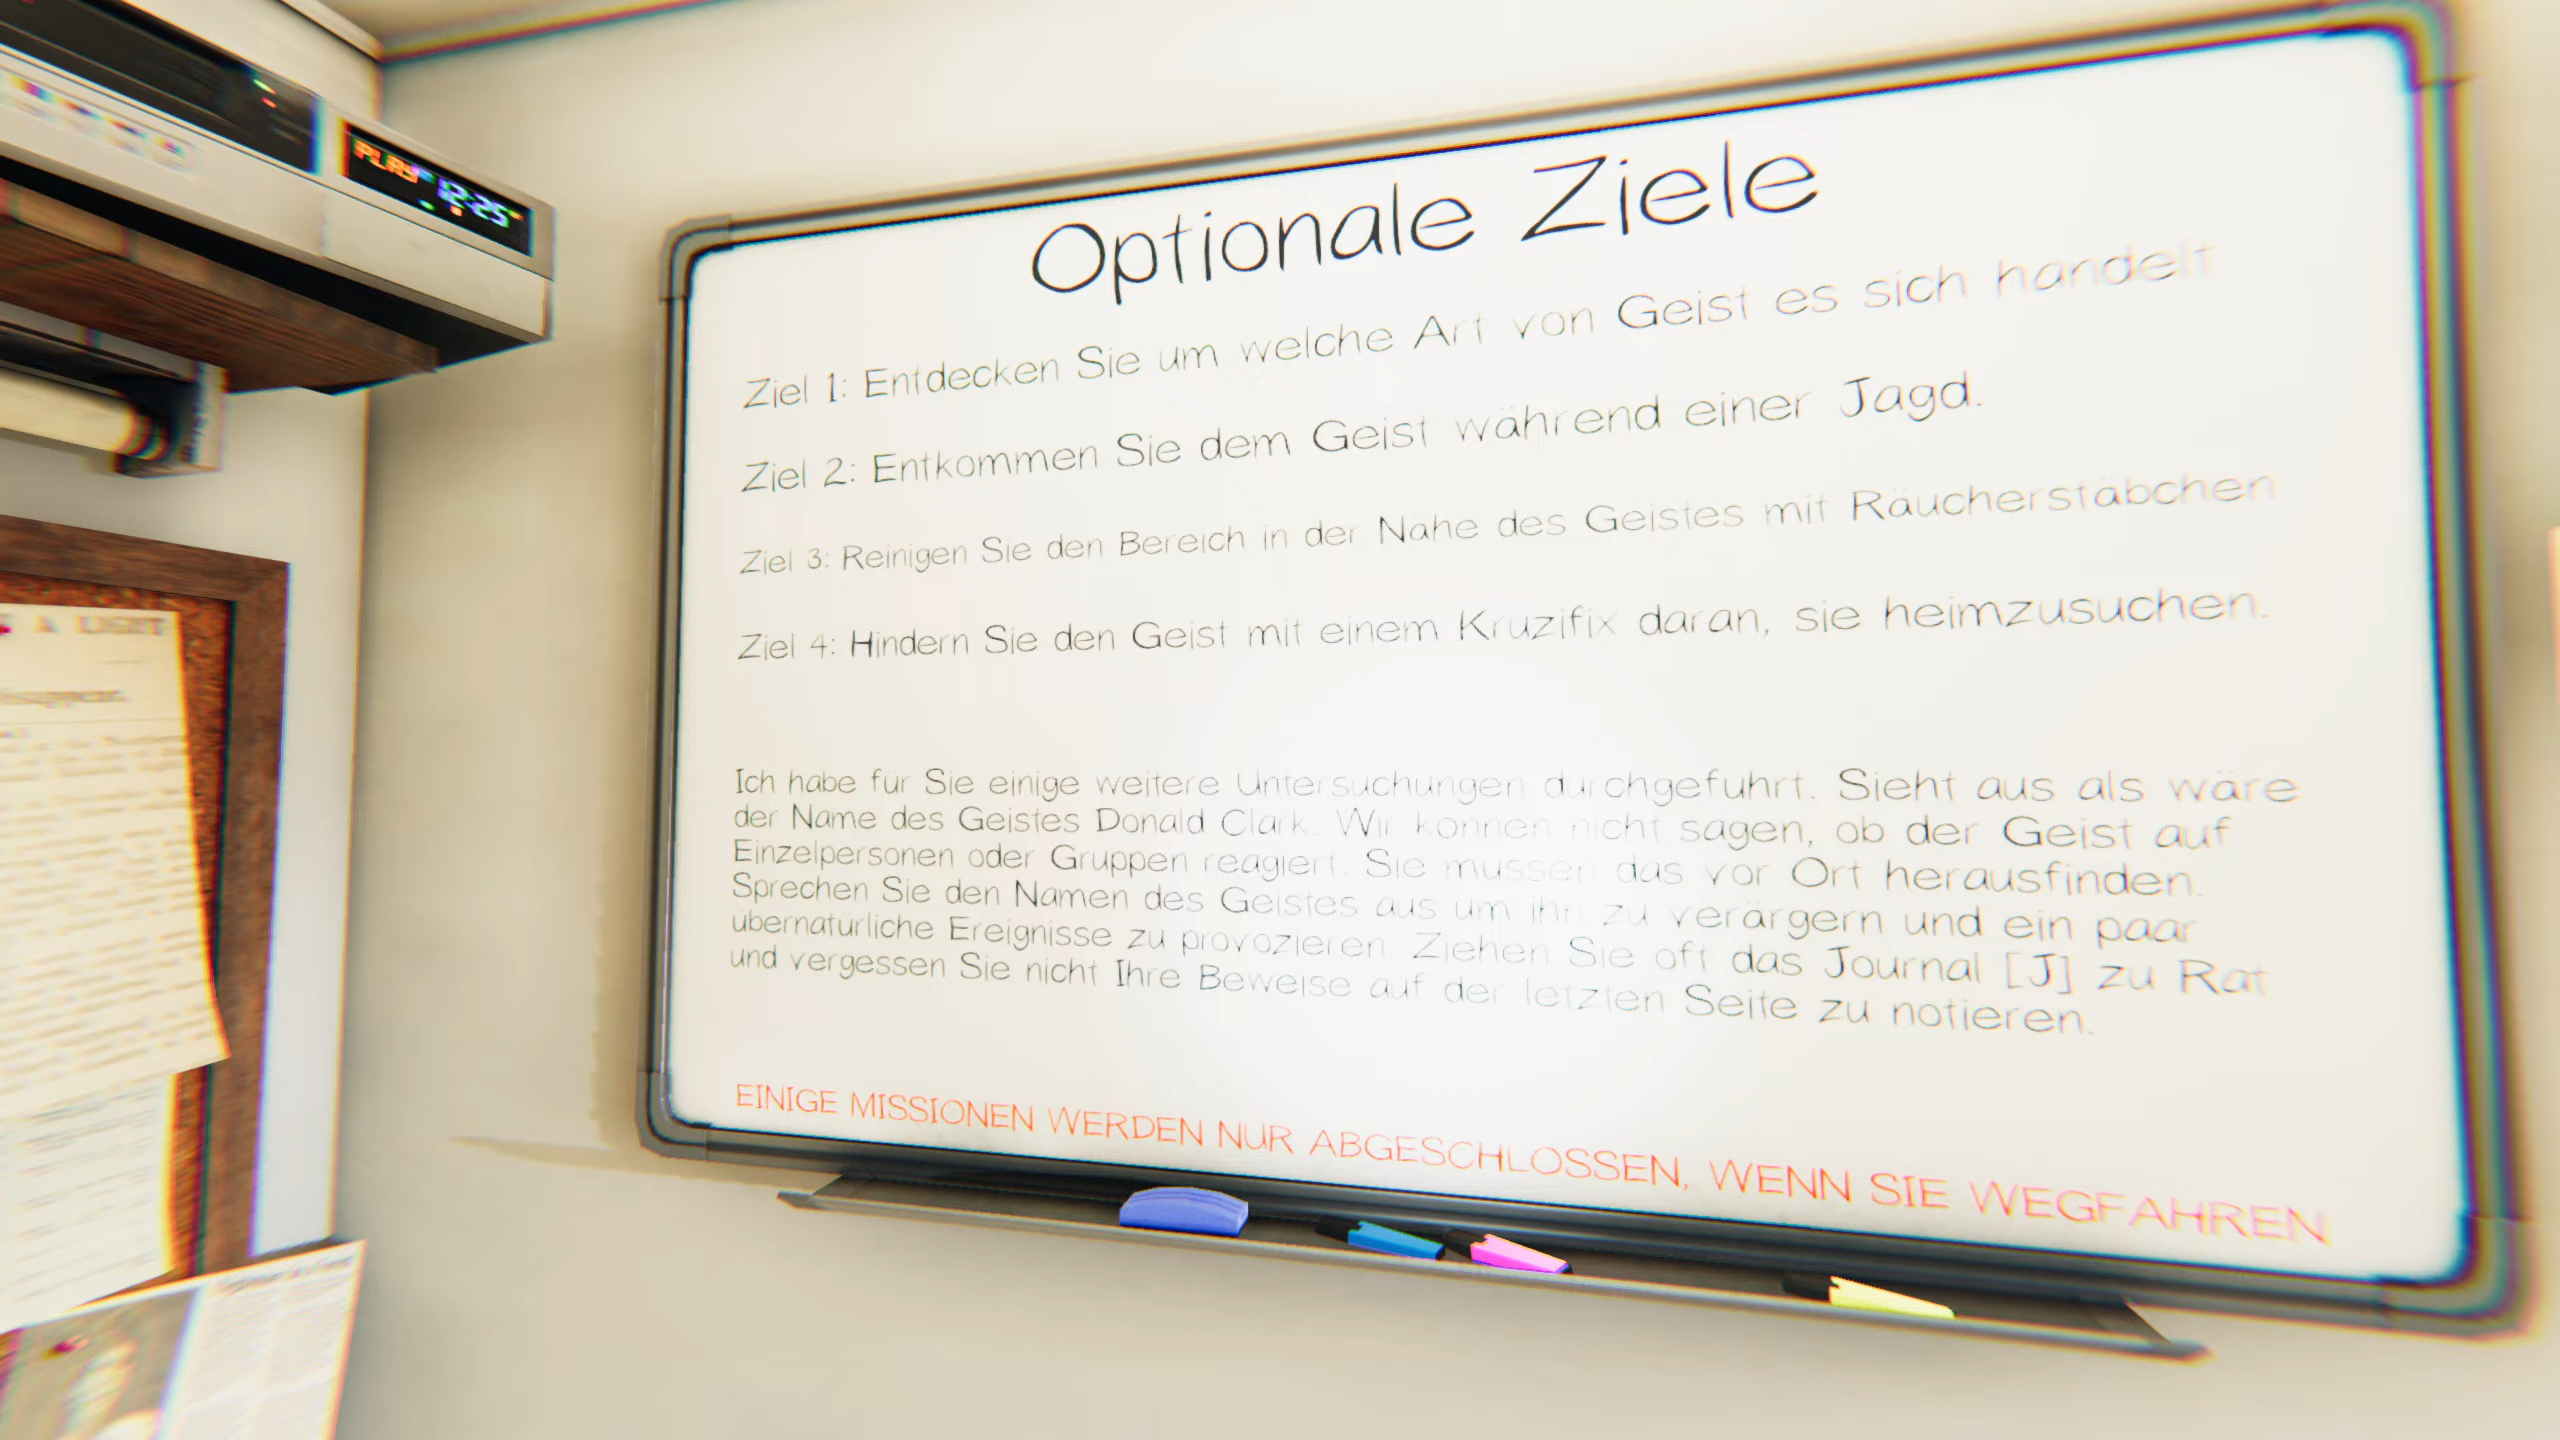 PLAY 12:25
Optionale Ziele
Ziel 1: Entdecken Sie um welche Art von Geist es sich handelt
Ziel 2: Entkommen Sie dem Geist während einer Jagd.
Ziel 3: Reinigen Sie den Bereich in der Nähe des Geistes mit Räucherstäbchen
Ziel 4: Hindern Sie den Geist mit einem Kruzifix daran, sie heimzusuchen.
Ich habe für Sie einige weitere Untersuchungen durchgeführt. Sieht aus als wäre
der Name des Geistes Donald Clark. Wir können nicht sagen, ob der Geist auf
Einzelpersonen oder Gruppen reagiert. Sie müssen das vor Ort herausfinden.
Sprechen Sie den Namen des Geistes aus um ihn zu verärgern und ein paar
übernatürliche Ereignisse zu provozieren. Ziehen Sie oft das Journal [J] zu Rat
und vergessen Sie nicht Ihre Beweise auf der letzten Seite zu notieren.
EINIGE MISSIONEN WERDEN NUR ABGESCHLOSSEN, WENN SIE WEGFAHREN